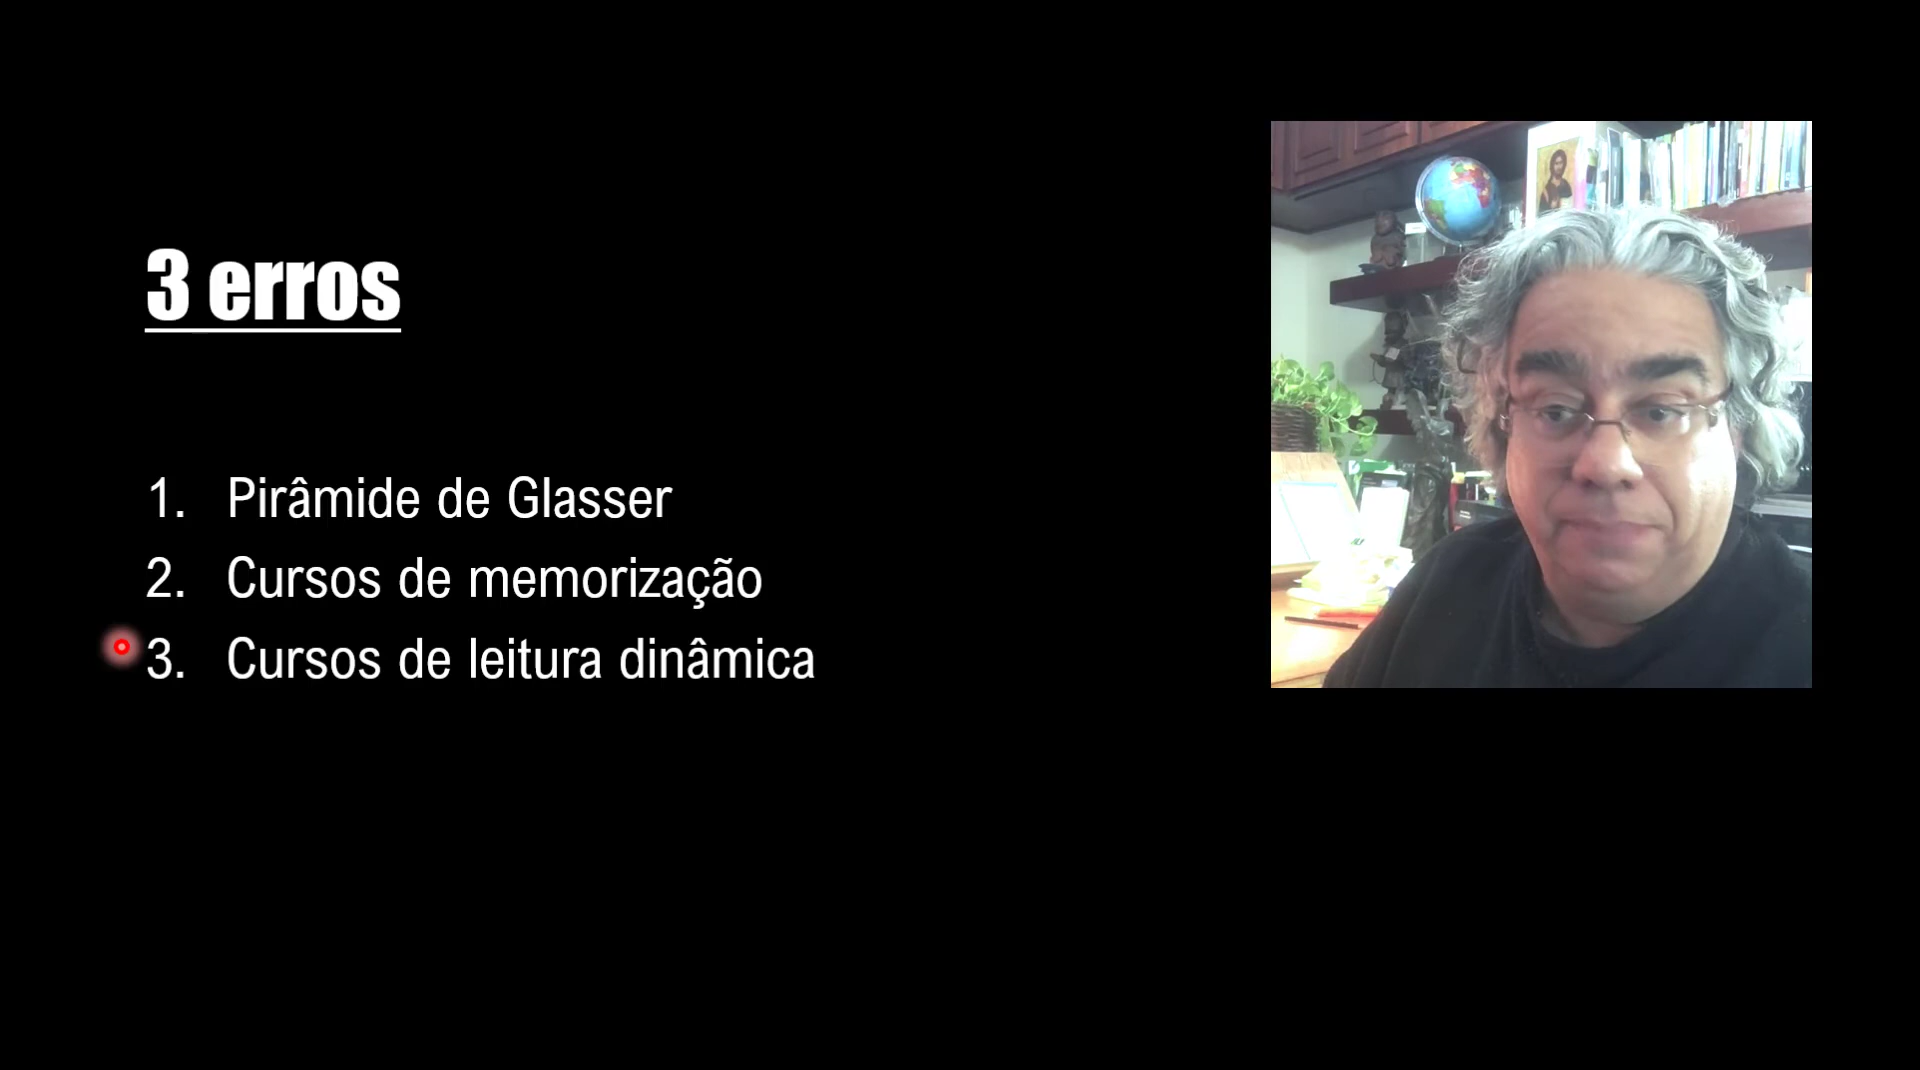 3 erros
1. Pirâmide de Glasser
2. Cursos de memorização
3. Cursos de leitura dinâmica